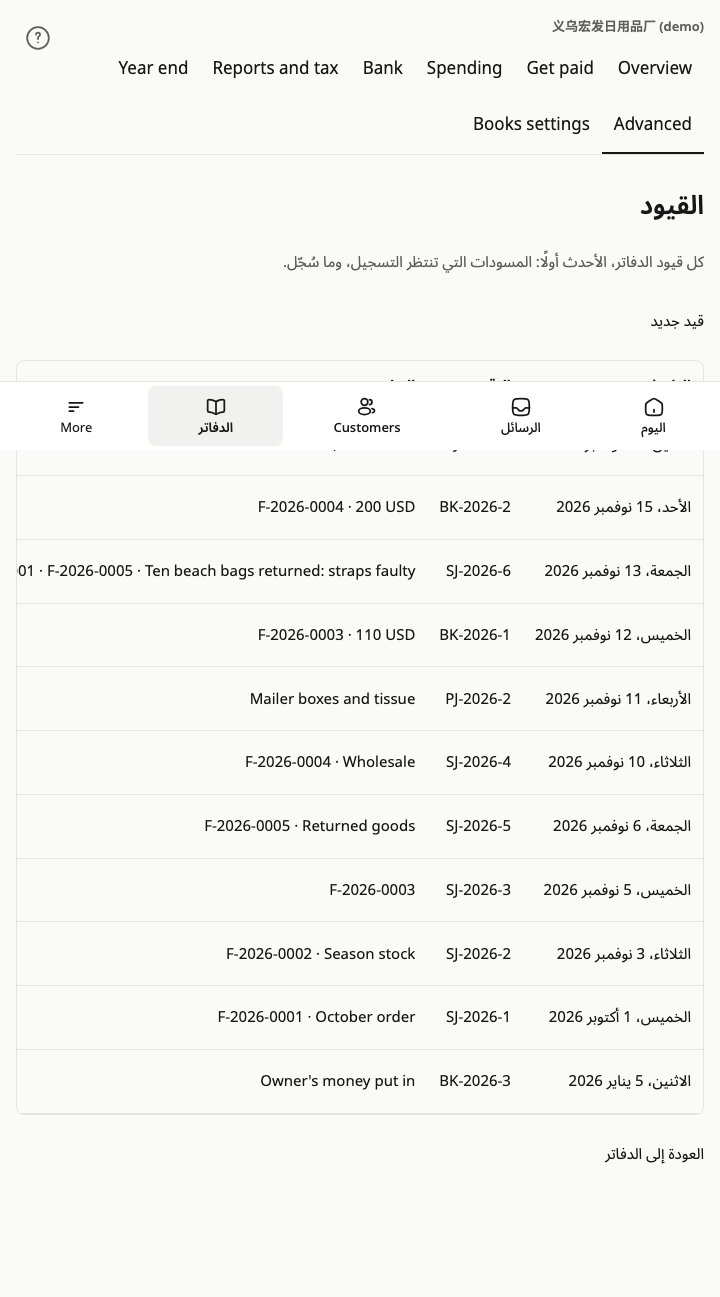 义乌宏发日用品厂 (demo)
Overview Get paid Spending Bank Reports and tax Year end
Advanced Books settings
القيود
كل قيود الدفاتر، الأحدث أولًا: المسودات التي تنتظر التسجيل، وما سُجّل.
قيد جديد
اليوم الرسائل Customers الدفاتر More
الأحد، 15 نوفمبر 2026 BK-2026-2 F-2026-0004 · 200 USD
الجمعة، 13 نوفمبر 2026 SJ-2026-6 01 · F-2026-0005 · Ten beach bags returned: straps faulty
الخميس، 12 نوفمبر 2026 BK-2026-1 F-2026-0003 · 110 USD
الأربعاء، 11 نوفمبر 2026 PJ-2026-2 Mailer boxes and tissue
الثلاثاء، 10 نوفمبر 2026 SJ-2026-4 F-2026-0004 · Wholesale
الجمعة، 6 نوفمبر 2026 SJ-2026-5 F-2026-0005 · Returned goods
الخميس، 5 نوفمبر 2026 SJ-2026-3 F-2026-0003
الثلاثاء، 3 نوفمبر 2026 SJ-2026-2 F-2026-0002 · Season stock
الخميس، 1 أكتوبر 2026 SJ-2026-1 F-2026-0001 · October order
الاثنين، 5 يناير 2026 BK-2026-3 Owner's money put in
العودة إلى الدفاتر